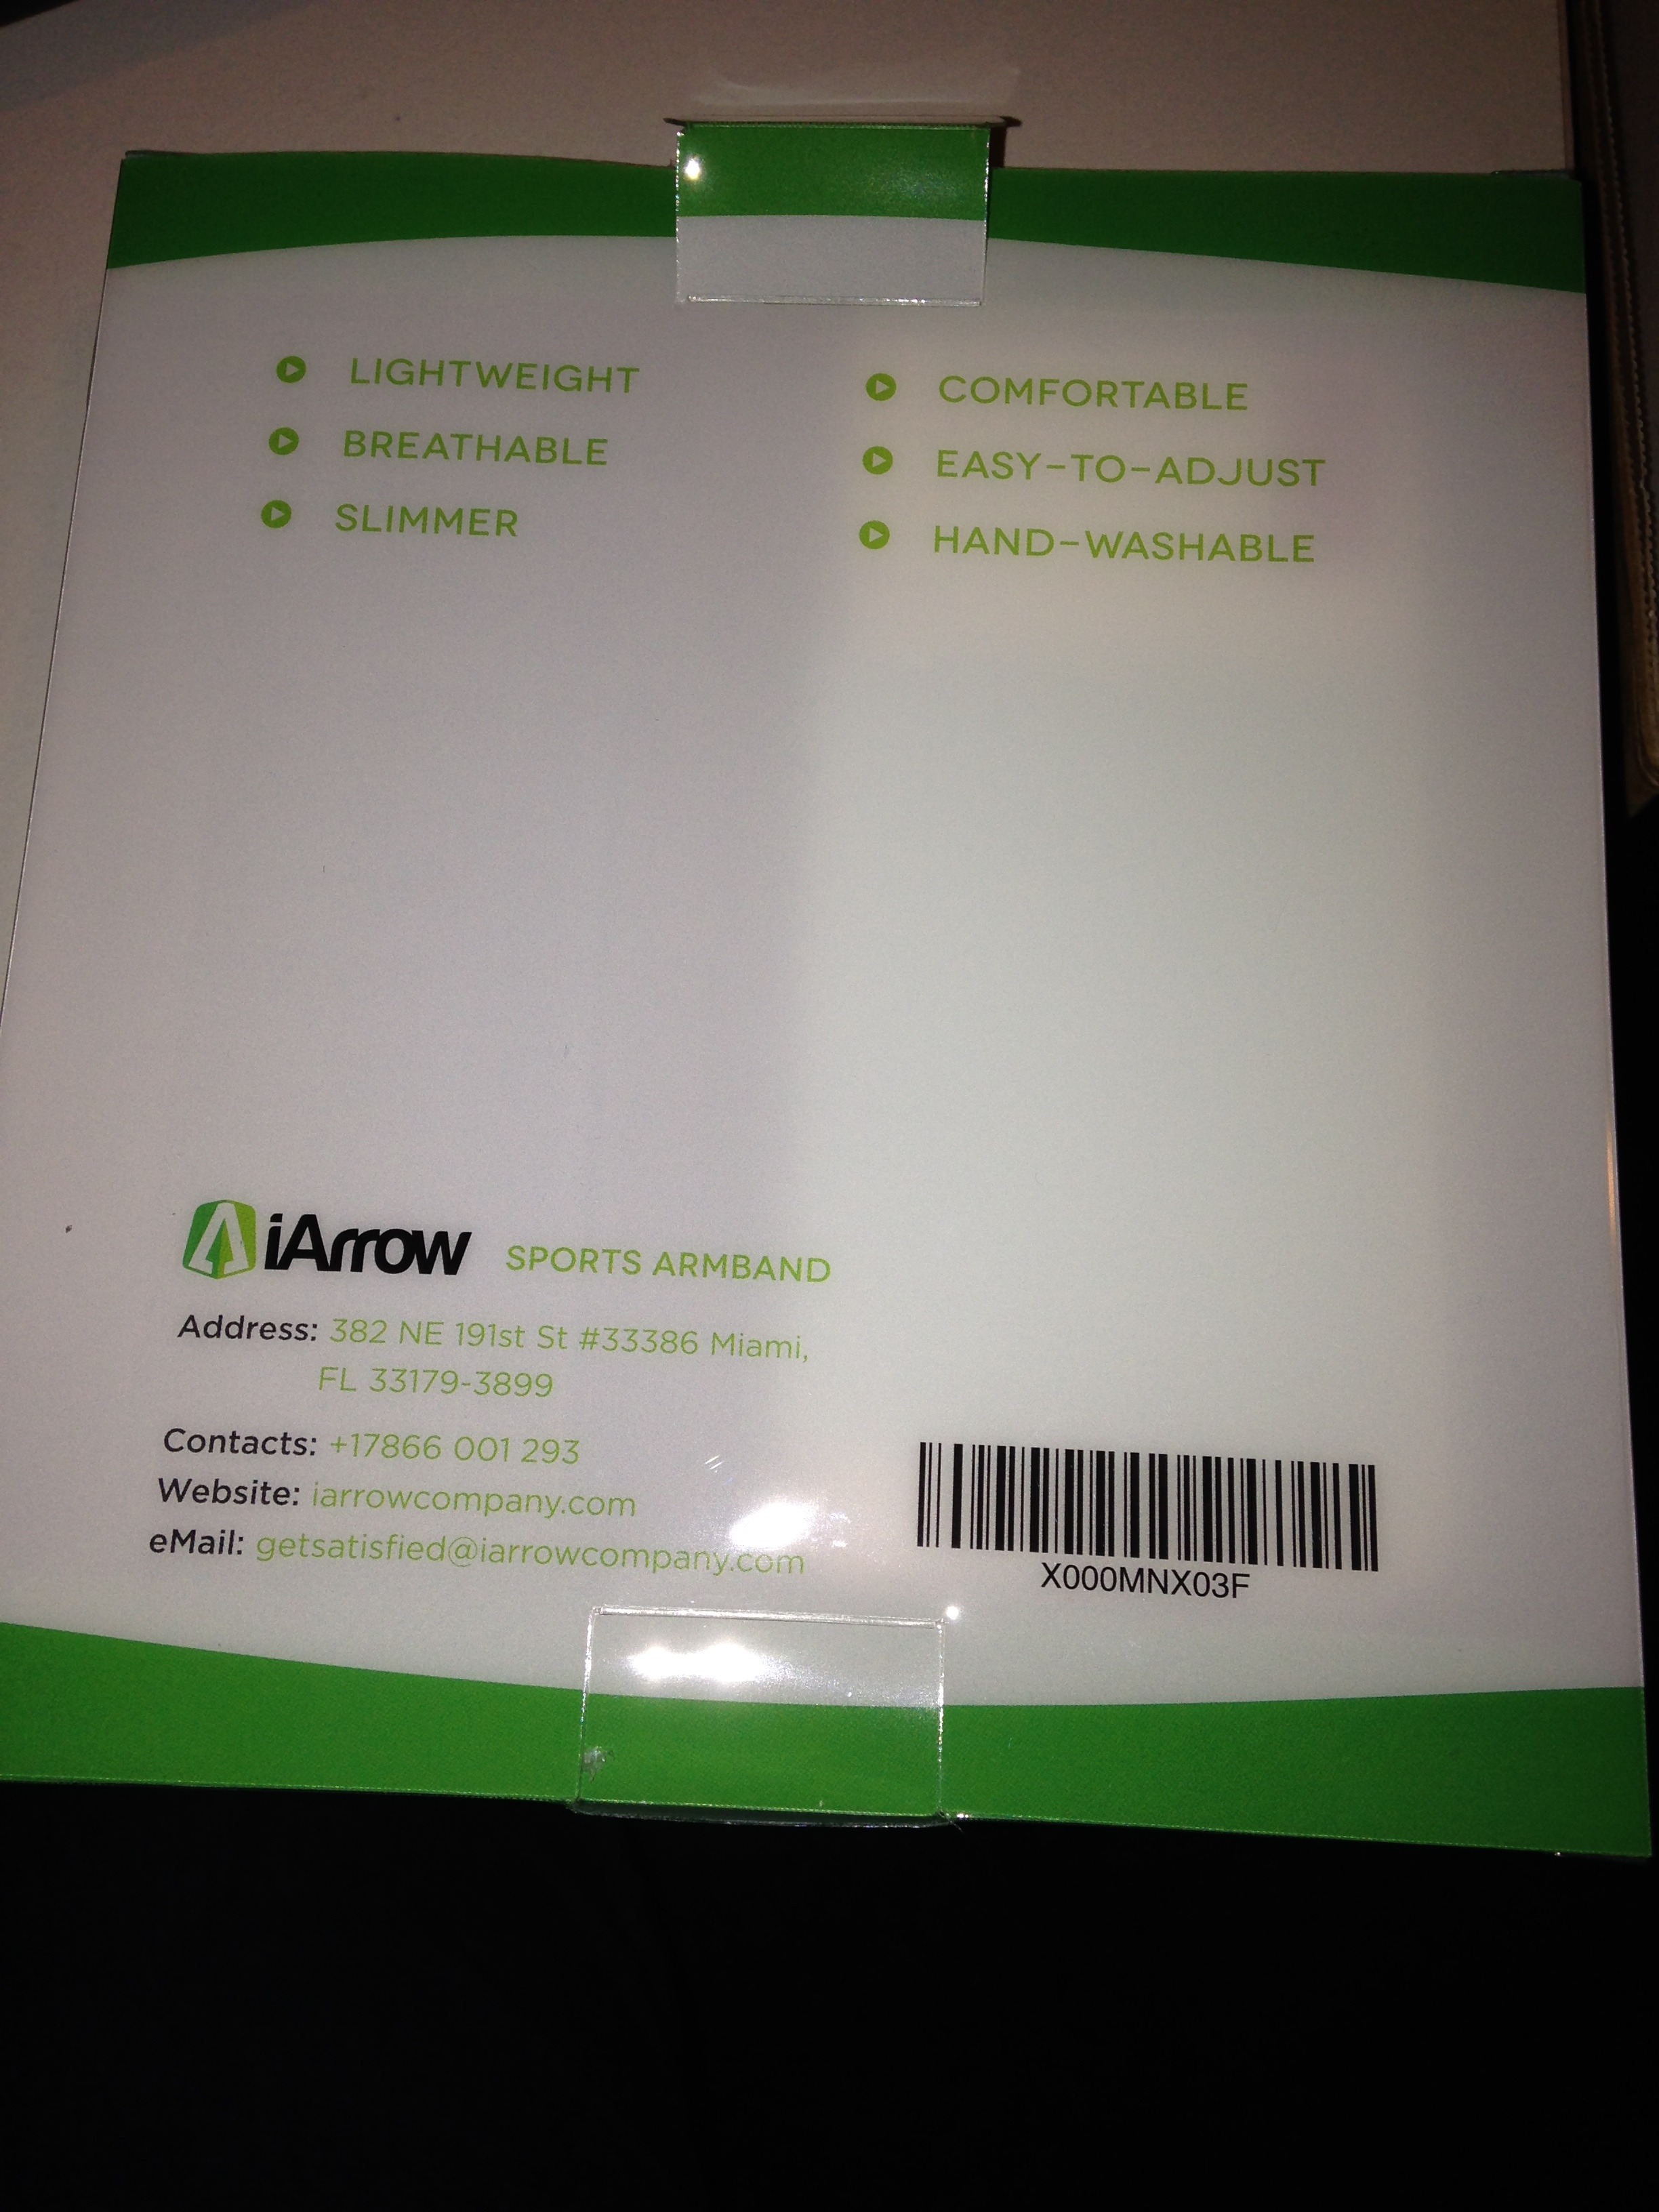 LIGHTWEIGHT
BREATHABLE
SLIMMER
COMFORTABLE
EASY-TO-ADJUST
HAND-WASHABLE
iArrow SPORTS ARMBAND
Address: 382 NE 191st St #33386 Miami,
FL 33179-3899
Contacts: +17866 001 293
Website: iarrowcompany.com
eMail: getsatisfied@iarrowcompany.com
X000MNX03F